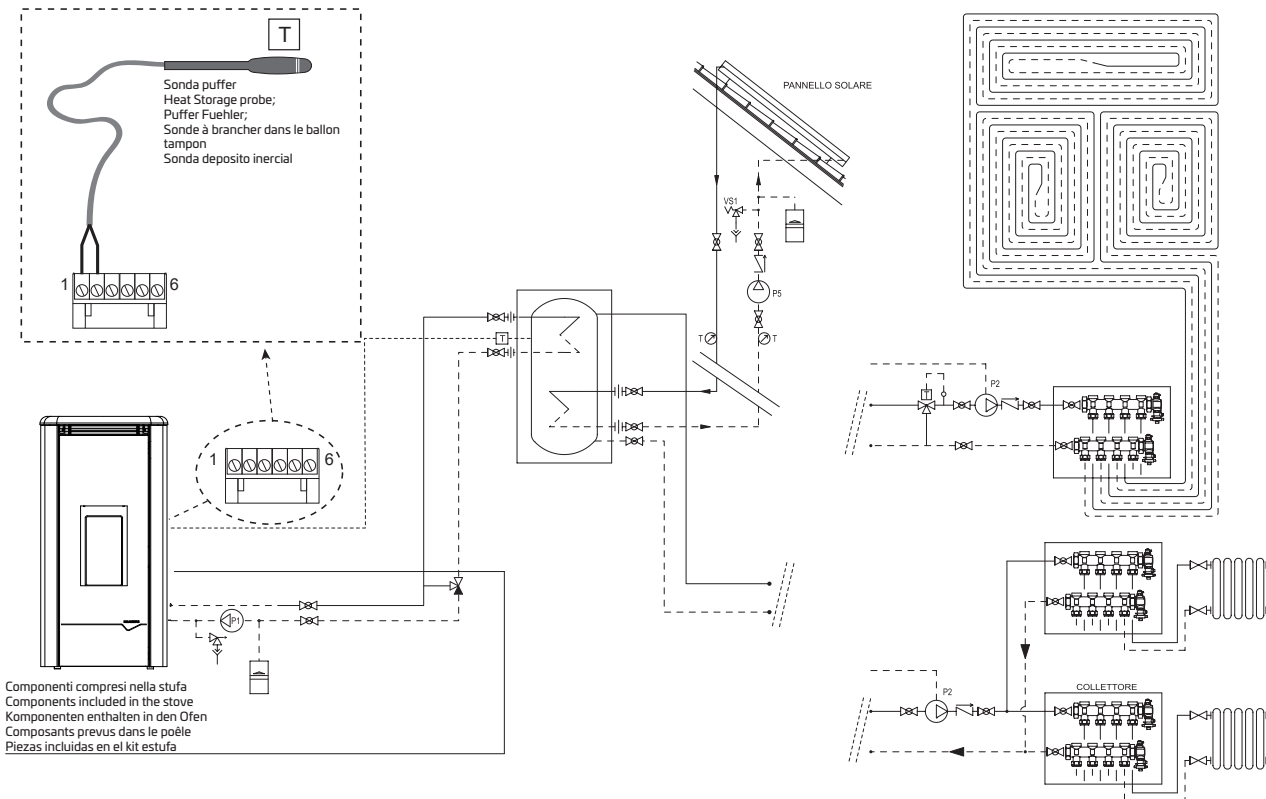 T
Sonda puffer
Heat Storage probe;
Puffer Fuehler;
Sonde à brancher dans le ballon
tampon
Sonda deposito inercial
1
6
PANNELLO SOLARE
VS1
P5
T
T
T
P2
T
1
6
P1
Componenti compresi nella stufa
Components included in the stove
Komponenten enthalten in den Ofen
Composants prevus dans le poêle
Piezas incluidas en el kit estufa
P2
COLLETTORE